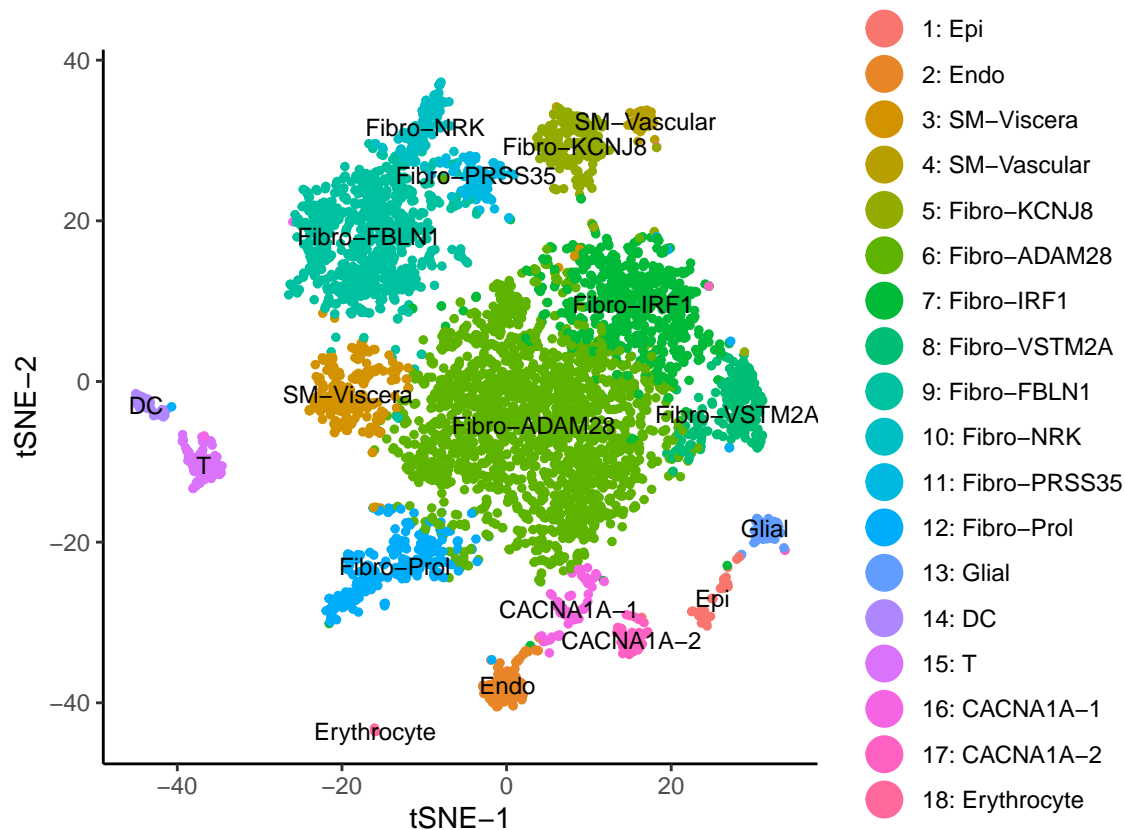 40
20
0
−20
−40
−40
−20
0
20
tSNE−1
tSNE−2
Fibro−NRK
SM−Vascular
Fibro−KCNJ8
Fibro−PRSS35
Fibro−FBLN1
Fibro−IRF1
SM−Viscera
DC
Fibro−VSTM2A
Fibro−ADAM28
T
Glial
Fibro−Prol
Epi
CACNA1A−1
CACNA1A−2
Endo
Erythrocyte
1: Epi
2: Endo
3: SM−Viscera
4: SM−Vascular
5: Fibro−KCNJ8
6: Fibro−ADAM28
7: Fibro−IRF1
8: Fibro−VSTM2A
9: Fibro−FBLN1
10: Fibro−NRK
11: Fibro−PRSS35
12: Fibro−Prol
13: Glial
14: DC
15: T
16: CACNA1A−1
17: CACNA1A−2
18: Erythrocyte